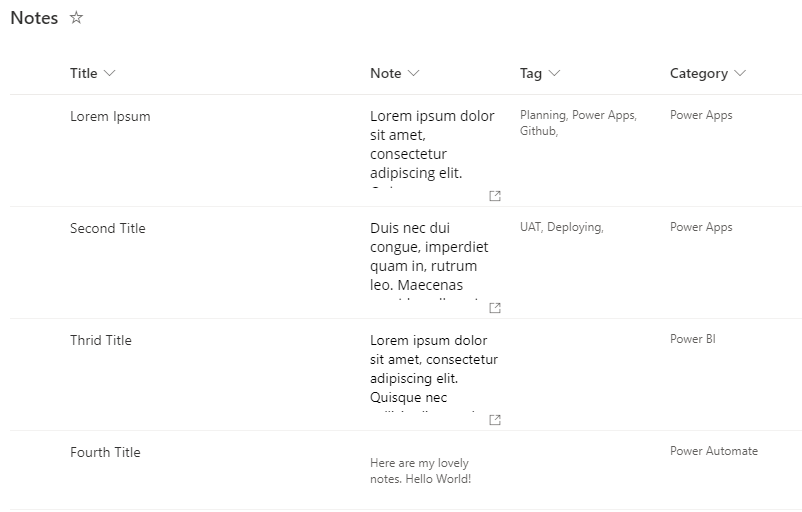 Notes
Title Note Tag Category
Lorem Ipsum
Lorem ipsum dolor
sit amet,
consectetur
adipiscing elit.
Planning, Power Apps,
Github,
Power Apps
Second Title
Duis nec dui
congue, imperdiet
quam in, rutrum
leo. Maecenas
UAT, Deploying,
Power Apps
Thrid Title
Lorem ipsum dolor
sit amet, consectetur
adipiscing elit.
Quisque nec
Power BI
Fourth Title
Here are my lovely
notes. Hello World!
Power Automate